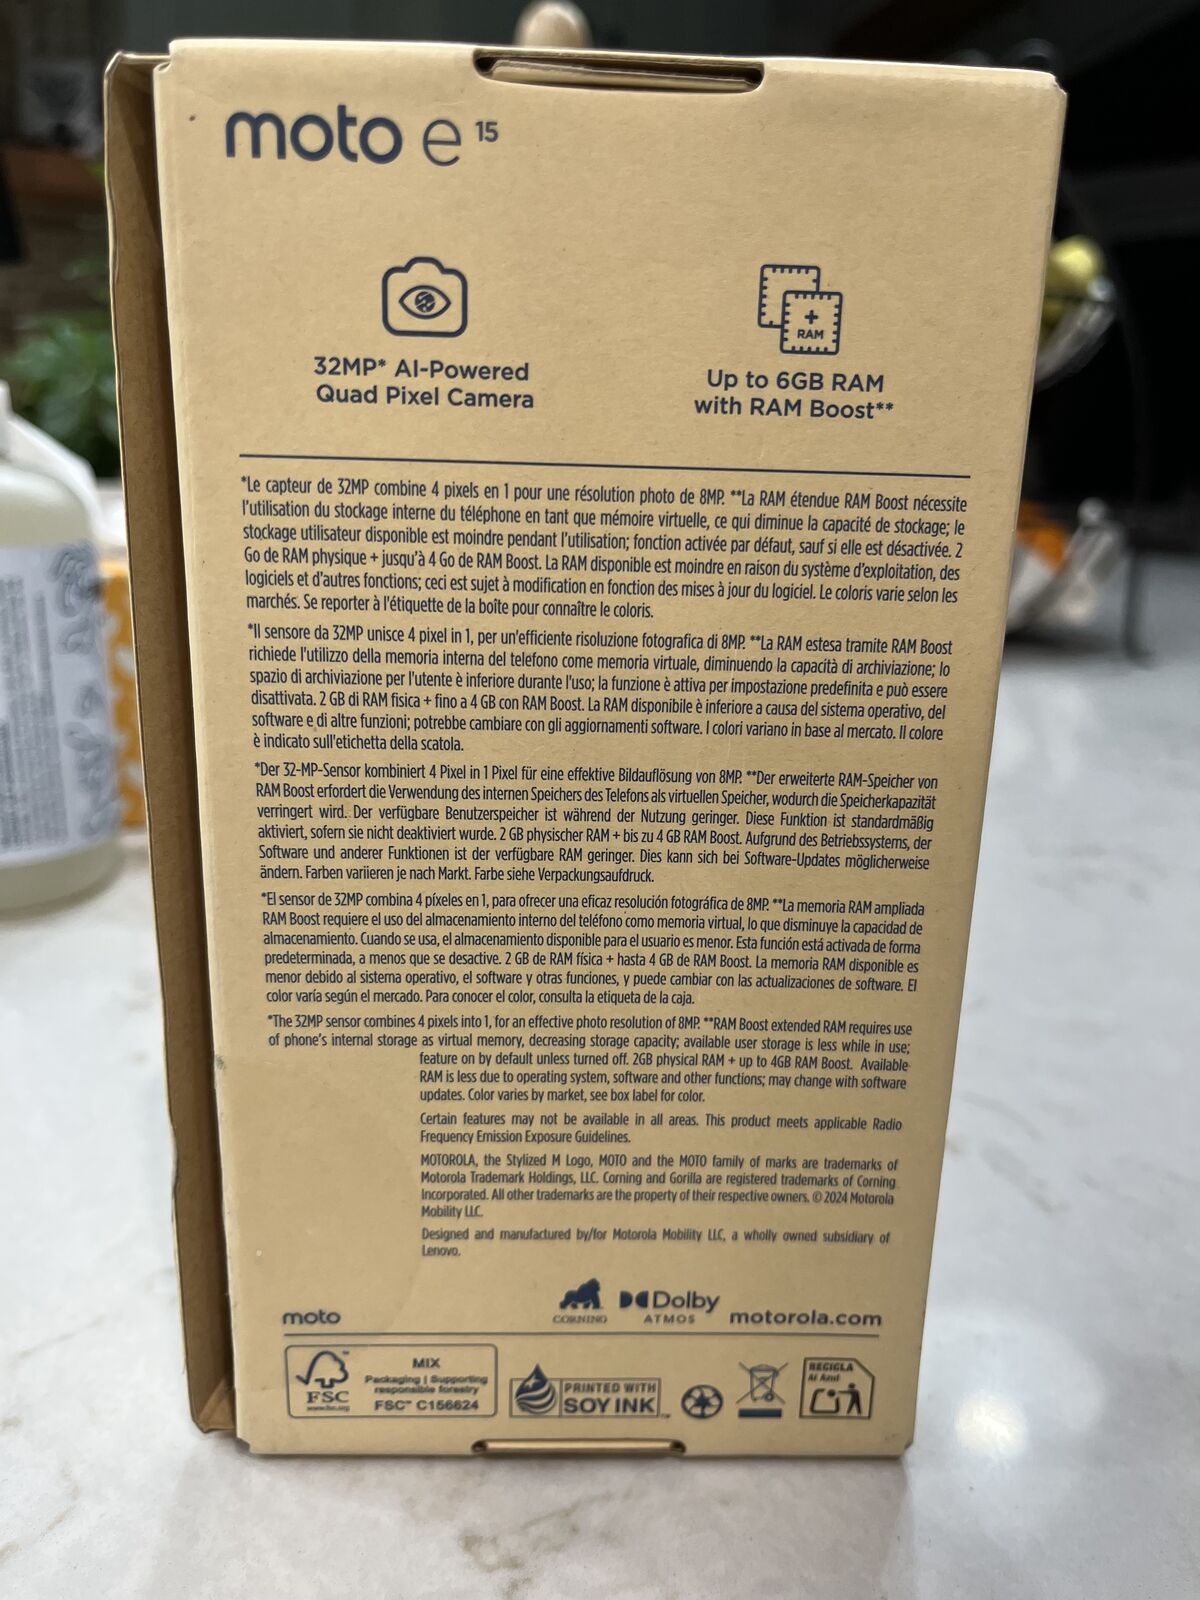 moto e 15
32MP* AI-Powered
Quad Pixel Camera
+
RAM
Up to 6GB RAM
with RAM Boost**
*Le capteur de 32MP combine 4 pixels en 1 pour une résolution photo de 8MP. **La RAM étendue RAM Boost nécessite
l'utilisation du stockage interne du téléphone en tant que mémoire virtuelle, ce qui diminue la capacité de stockage; le
stockage utilisateur disponible est moindre pendant l'utilisation; fonction activée par défaut, sauf si elle est désactivée. 2
Go de RAM physique + jusqu'à 4 Go de RAM Boost. La RAM disponible est moindre en raison du système d'exploitation, des
logiciels et d'autres fonctions; ceci est sujet à modification en fonction des mises à jour du logiciel. Le coloris varie selon les
marchés. Se reporter à l'étiquette de la boîte pour connaître le coloris.
*Il sensore da 32MP unisce 4 pixel in 1, per un'efficiente risoluzione fotografica di 8MP. **La RAM estesa tramite RAM Boost
richiede l'utilizzo della memoria interna del telefono come memoria virtuale, diminuendo la capacità di archiviazione; lo
spazio di archiviazione per l'utente è inferiore durante l'uso; la funzione è attiva per impostazione predefinita e può essere
disattivata. 2 GB di RAM fisica + fino a 4 GB con RAM Boost. La RAM disponibile è inferiore a causa del sistema operativo, del
software e di altre funzioni; potrebbe cambiare con gli aggiornamenti software. I colori variano in base al mercato. Il colore
è indicato sull'etichetta della scatola.
*Der 32-MP-Sensor kombiniert 4 Pixel in 1 Pixel für eine effektive Bildauflösung von 8MP. **Der erweiterte RAM-Speicher von
RAM Boost erfordert die Verwendung des internen Speichers des Telefons als virtuellen Speicher, wodurch die Speicherkapazität
verringert wird. Der verfügbare Benutzerspeicher ist während der Nutzung geringer. Diese Funktion ist standardmäßig
aktiviert, sofern sie nicht deaktiviert wurde. 2 GB physischer RAM + bis zu 4 GB RAM Boost. Aufgrund des Betriebssystems, der
Software und anderer Funktionen ist der verfügbare RAM geringer. Dies kann sich bei Software-Updates möglicherweise
ändern. Farben variieren je nach Markt. Farbe siehe Verpackungsaufdruck.
*El sensor de 32MP combina 4 píxeles en 1, para ofrecer una eficaz resolución fotográfica de 8MP. **La memoria RAM ampliada
RAM Boost requiere el uso del almacenamiento interno del teléfono como memoria virtual, lo que disminuye la capacidad de
almacenamiento. Cuando se usa, el almacenamiento disponible para el usuario es menor. Esta función está activada de forma
predeterminada, a menos que se desactive. 2 GB de RAM física + hasta 4 GB de RAM Boost. La memoria RAM disponible es
menor debido al sistema operativo, el software y otras funciones, y puede cambiar con las actualizaciones de software. El
color varía según el mercado. Para conocer el color, consulta la etiqueta de la caja.
*The 32MP sensor combines 4 pixels into 1, for an effective photo resolution of 8MP. **RAM Boost extended RAM requires use
of phone's internal storage as virtual memory, decreasing storage capacity; available user storage is less while in use;
feature on by default unless turned off. 2GB physical RAM + up to 4GB RAM Boost. Available
RAM is less due to operating system, software and other functions; may change with software
updates. Color varies by market, see box label for color.
Certain features may not be available in all areas. This product meets applicable Radio
Frequency Emission Exposure Guidelines.
MOTOROLA, the Stylized M Logo, MOTO and the MOTO family of marks are trademarks of
Motorola Trademark Holdings, LLC. Corning and Gorilla are registered trademarks of Corning
Incorporated. All other trademarks are the property of their respective owners. © 2024 Motorola
Mobility LLC.
Designed and manufactured by/for Motorola Mobility LLC, a wholly owned subsidiary of
Lenovo.
moto
CORNING
Dolby
ATMOS
motorola.com
FSC
www.fsc.org
MIX
Packaging | Supporting
responsible forestry
FSC™ C156624
PRINTED WITH
SOY INK™
RECICLA
Al Azul